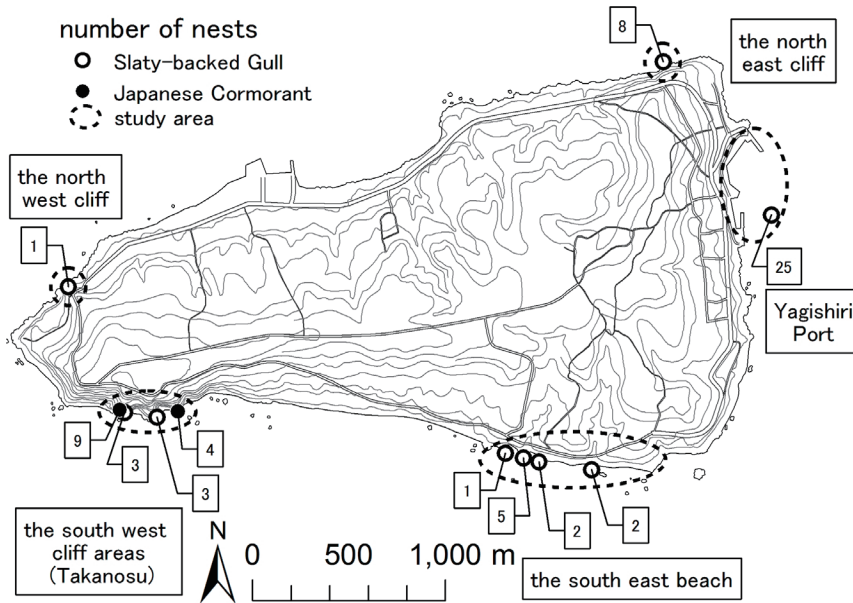 number of nests
Slaty-backed Gull
Japanese Cormorant
study area
8
the north
east cliff
the north
west cliff
1
25
Yagishiri
Port
9
3
4
3
1
5
2
2
the south west
cliff areas
(Takanosu)
N
0 500 1,000 m
the south east beach